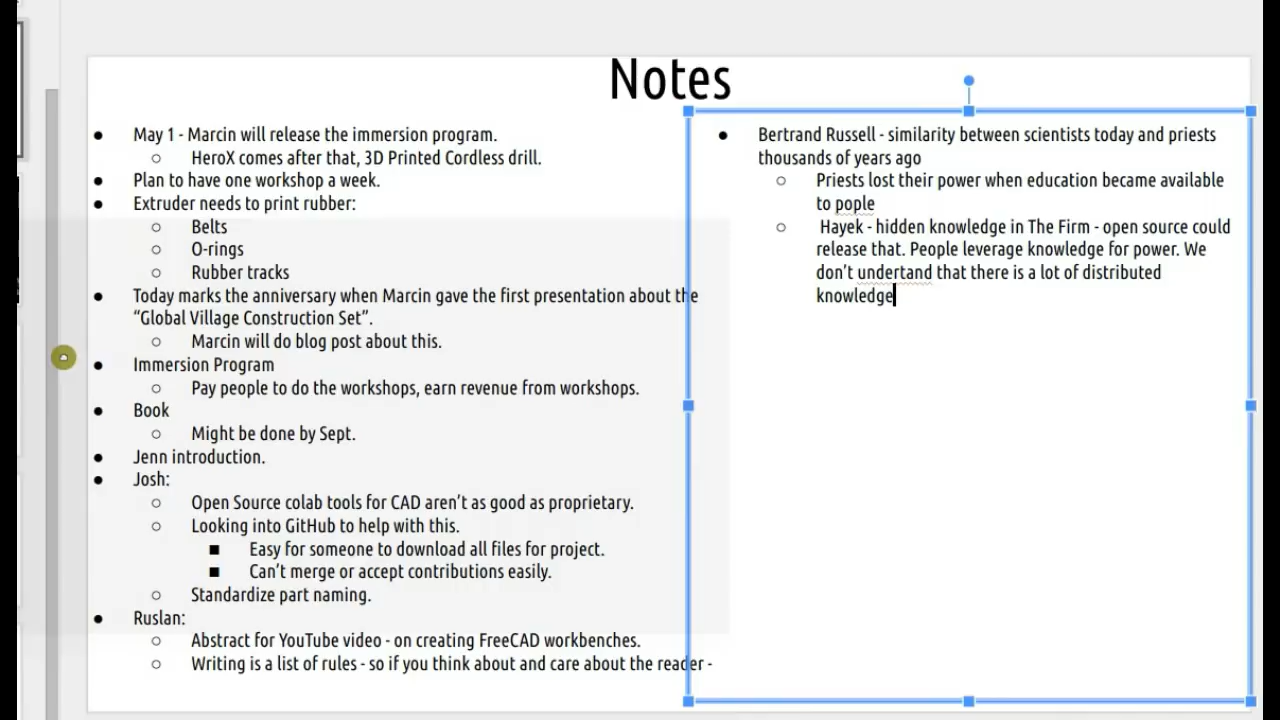 Notes
● May 1 - Marcin will release the immersion program.
○ HeroX comes after that, 3D Printed Cordless drill.
● Plan to have one workshop a week.
● Extruder needs to print rubber:
○ Belts
○ O-rings
○ Rubber tracks
● Today marks the anniversary when Marcin gave the first presentation about the
“Global Village Construction Set”.
○ Marcin will do blog post about this.
● Immersion Program
○ Pay people to do the workshops, earn revenue from workshops.
● Book
○ Might be done by Sept.
● Jenn introduction.
● Josh:
○ Open Source colab tools for CAD aren’t as good as proprietary.
○ Looking into GitHub to help with this.
■ Easy for someone to download all files for project.
■ Can’t merge or accept contributions easily.
○ Standardize part naming.
● Ruslan:
○ Abstract for YouTube video - on creating FreeCAD workbenches.
○ Writing is a list of rules - so if you think about and care about the reader -
● Bertrand Russell - similarity between scientists today and priests
thousands of years ago
○ Priests lost their power when education became available
to pople
○ Hayek - hidden knowledge in The Firm - open source could
release that. People leverage knowledge for power. We
don’t undertand that there is a lot of distributed
knowledge